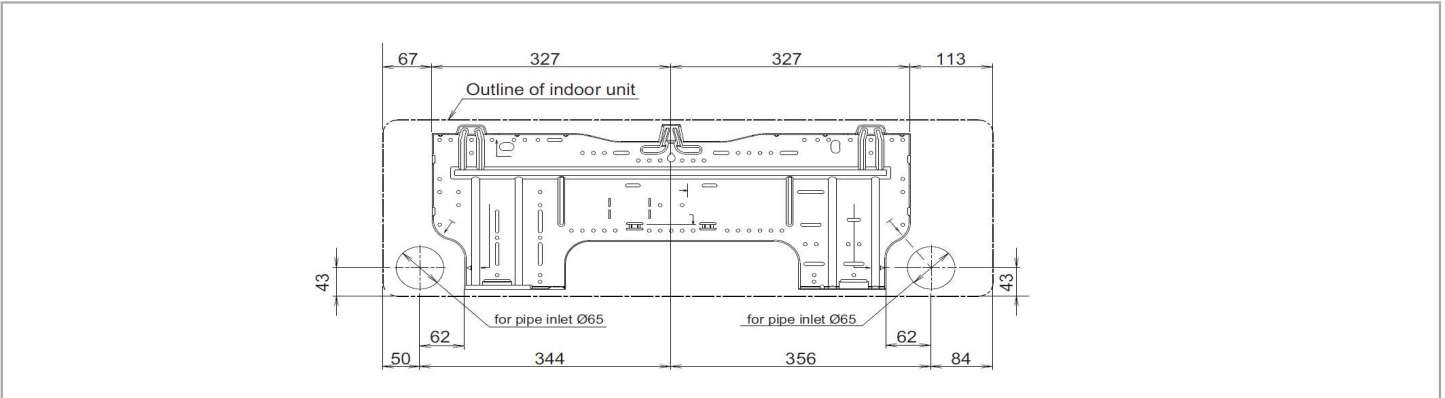 67 327 327 113
Outline of indoor unit
43 43
for pipe inlet Ø65 for pipe inlet Ø65
62 62
50 344 356 84